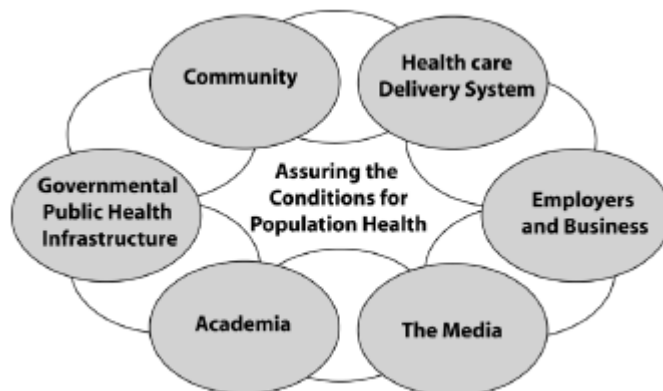 Community
Health care
Delivery System
Governmental
Public Health
Infrastructure
Assuring the
Conditions for
Population Health
Employers
and Business
Academia
The Media